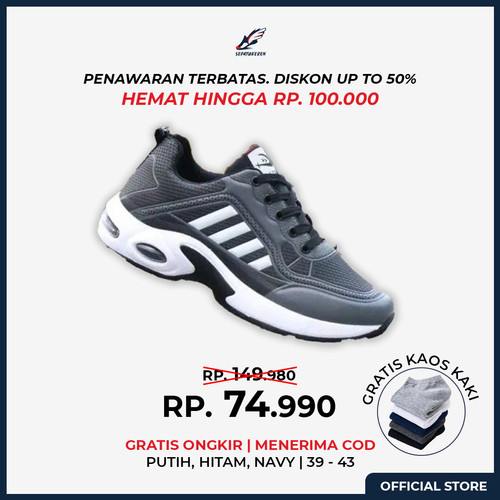 SEPATUKEREN
PENAWARAN TERBATAS. DISKON UP TO 50%
HEMAT HINGGA RP. 100.000
RP. 149.980
RP. 74.990
GRATIS KAOS KAKI
GRATIS ONGKIR | MENERIMA COD
PUTIH, HITAM, NAVY | 39 - 43
OFFICIAL STORE